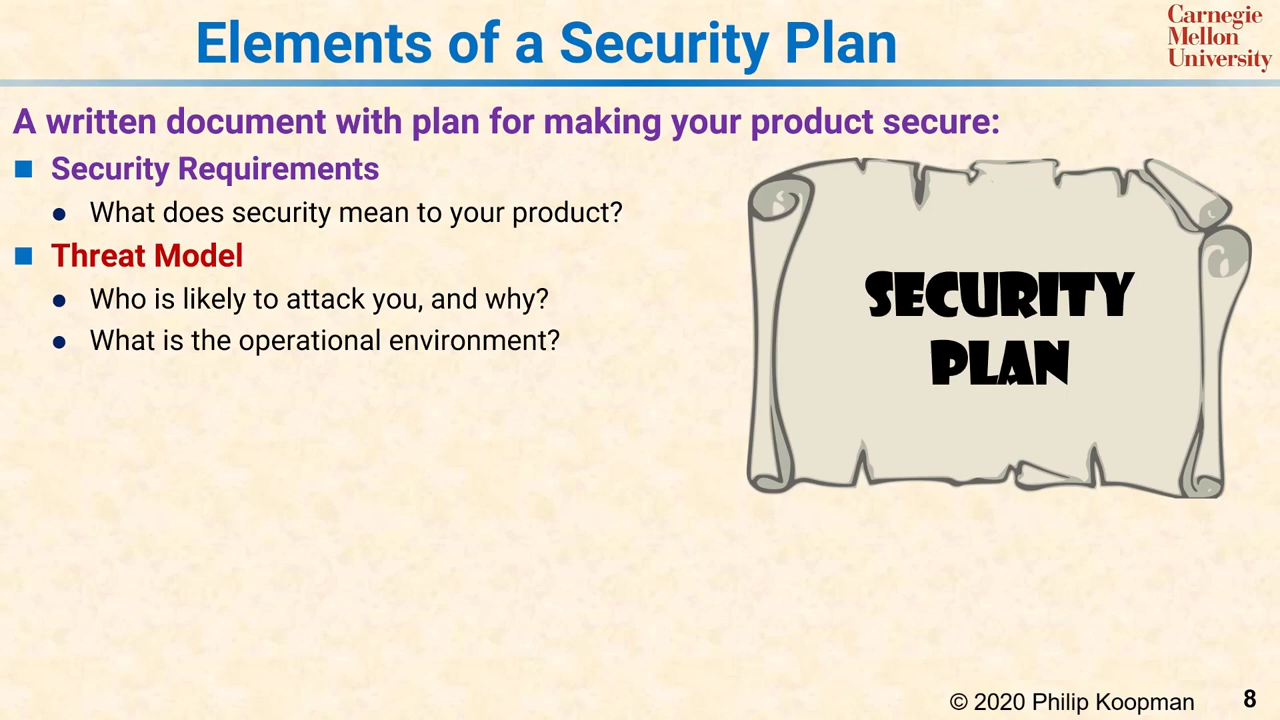 Elements of a Security Plan
Carnegie
Mellon
University
A written document with plan for making your product secure:
Security Requirements
What does security mean to your product?
Threat Model
Who is likely to attack you, and why?
What is the operational environment?
SECURITY
PLAN
© 2020 Philip Koopman
8